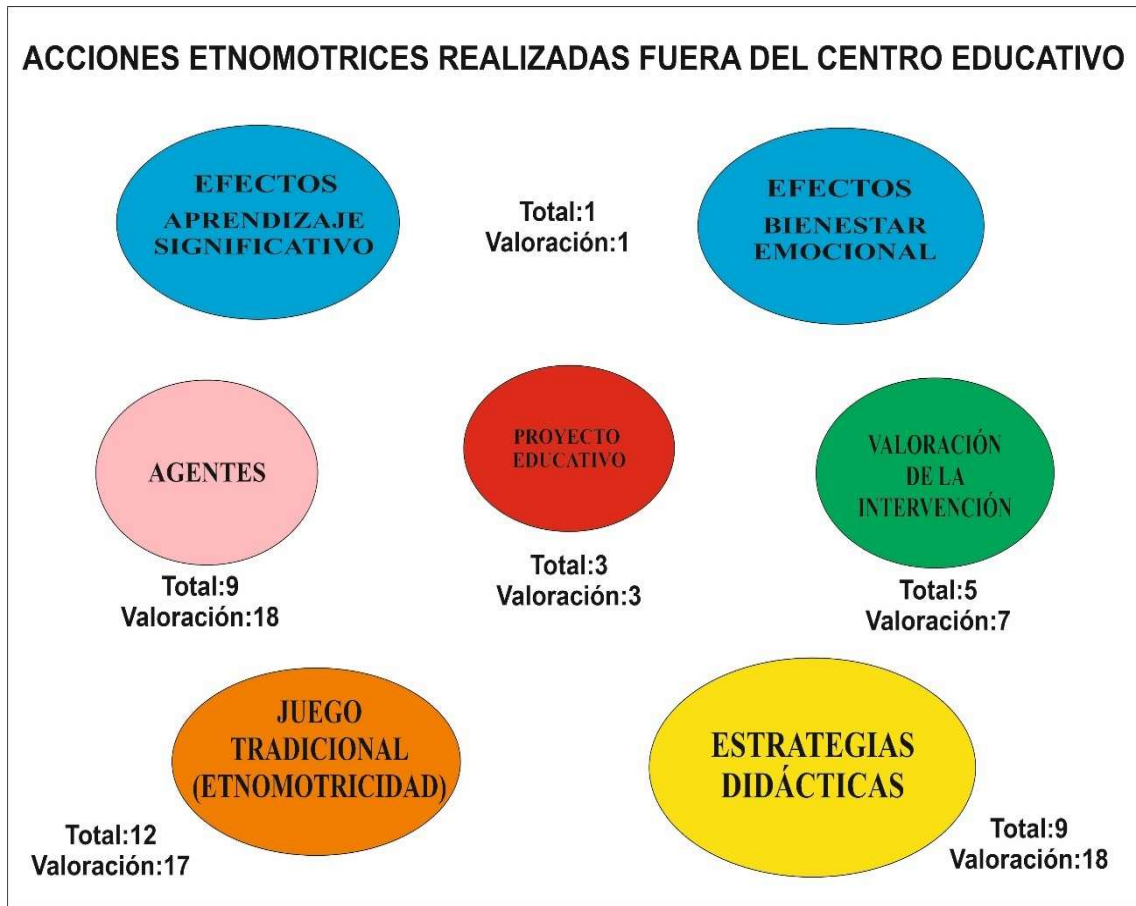 ACCIONES ETNOMOTRICES REALIZADAS FUERA DEL CENTRO EDUCATIVO
EFECTOS
APRENDIZAJE
SIGNIFICATIVO
Total:1
Valoración:1
EFECTOS
BIENESTAR
EMOCIONAL
AGENTES
Total:9
Valoración:18
PROYECTO
EDUCATIVO
Total:3
Valoración:3
VALORACIÓN
DE LA
INTERVENCIÓN
Total:5
Valoración:7
JUEGO
TRADICIONAL
(ETNOMOTRICIDAD)
Total:12
Valoración:17
ESTRATEGIAS
DIDÁCTICAS
Total:9
Valoración:18